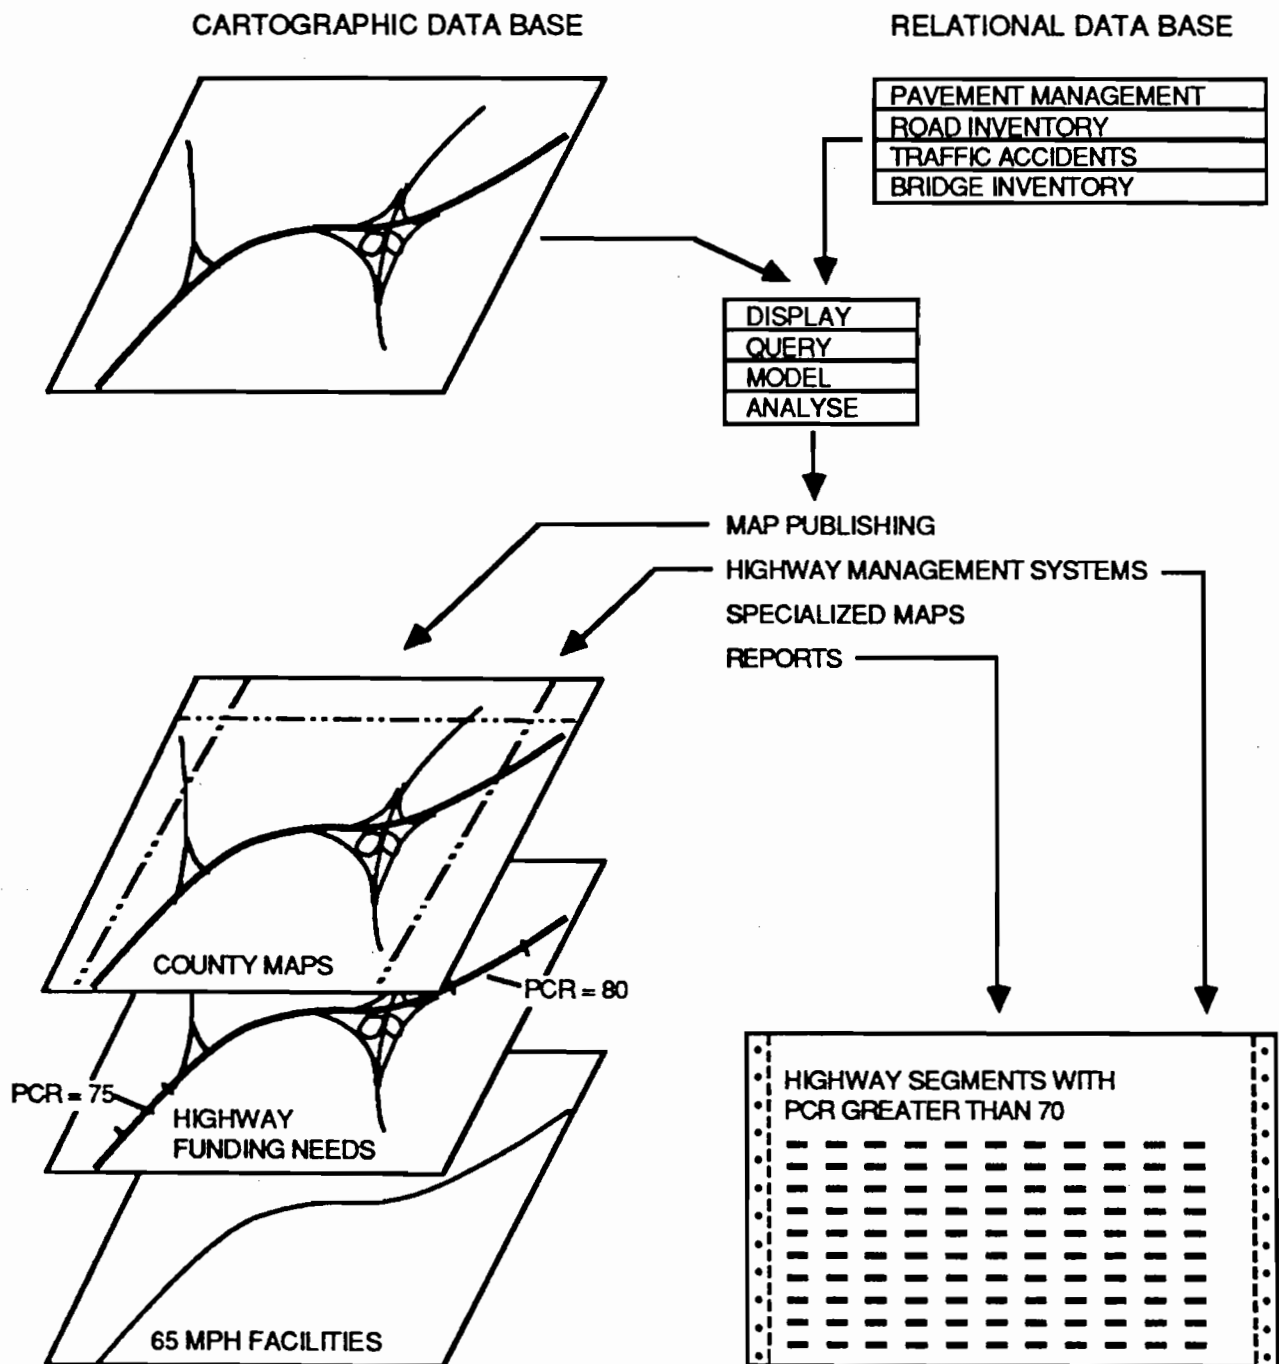 CARTOGRAPHIC DATA BASE
RELATIONAL DATA BASE
PAVEMENT MANAGEMENT
ROAD INVENTORY
TRAFFIC ACCIDENTS
BRIDGE INVENTORY
DISPLAY
QUERY
MODEL
ANALYSE
MAP PUBLISHING
HIGHWAY MANAGEMENT SYSTEMS
SPECIALIZED MAPS
REPORTS
COUNTY MAPS
PCR = 80
PCR = 75
HIGHWAY
FUNDING NEEDS
65 MPH FACILITIES
HIGHWAY SEGMENTS WITH
PCR GREATER THAN 70